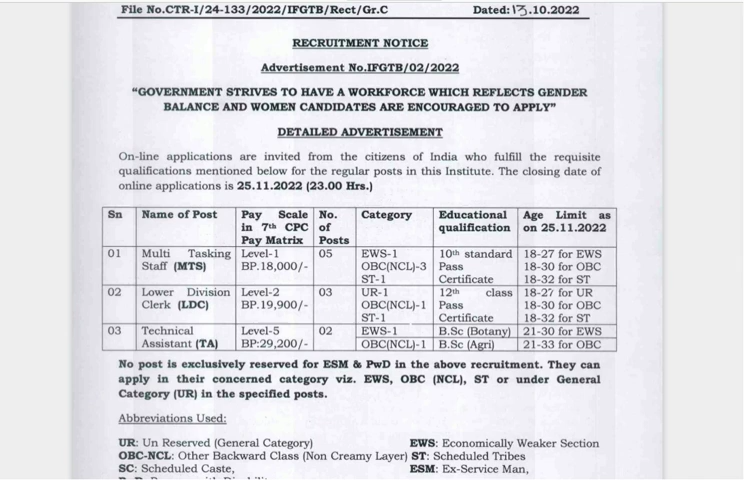 File No.CTR-I/24-133/2022/IFGTB/Rect/Gr.C Dated:13.10.2022
RECRUITMENT NOTICE
Advertisement No.IFGTB/02/2022
"GOVERNMENT STRIVES TO HAVE A WORKFORCE WHICH REFLECTS GENDER
BALANCE AND WOMEN CANDIDATES ARE ENCOURAGED TO APPLY"
DETAILED ADVERTISEMENT
On-line applications are invited from the citizens of India who fulfill the requisite
qualifications mentioned below for the regular posts in this Institute. The closing date of
online applications is 25.11.2022 (23.00 Hrs.)
Sn Name of Post Pay Scale No. Category Educational Age Limit as
in 7th CPC of qualification on 25.11.2022
Pay Matrix Posts
01 Multi Tasking Level-1 05 EWS-1 10th standard 18-27 for EWS
Staff (MTS) BP.18,000/- OBC(NCL)-3 Pass 18-30 for OBC
ST-1 Certificate 18-32 for ST
02 Lower Division Level-2 03 UR-1 12th class 18-27 for UR
Clerk (LDC) BP.19,900/- OBC(NCL)-1 Pass 18-30 for OBC
ST-1 Certificate 18-32 for ST
03 Technical Level-5 02 EWS-1 B.Sc (Botany) 21-30 for EWS
Assistant (TA) BP:29,200/- OBC(NCL)-1 B.Sc (Agri) 21-33 for OBC
No post is exclusively reserved for ESM & PwD in the above recruitment. They can
apply in their concerned category viz. EWS, OBC (NCL), ST or under General
Category (UR) in the specified posts.
Abbreviations Used:
UR: Un Reserved (General Category) EWS: Economically Weaker Section
OBC-NCL: Other Backward Class (Non Creamy Layer) ST: Scheduled Tribes
SC: Scheduled Caste, ESM: Ex-Service Man,